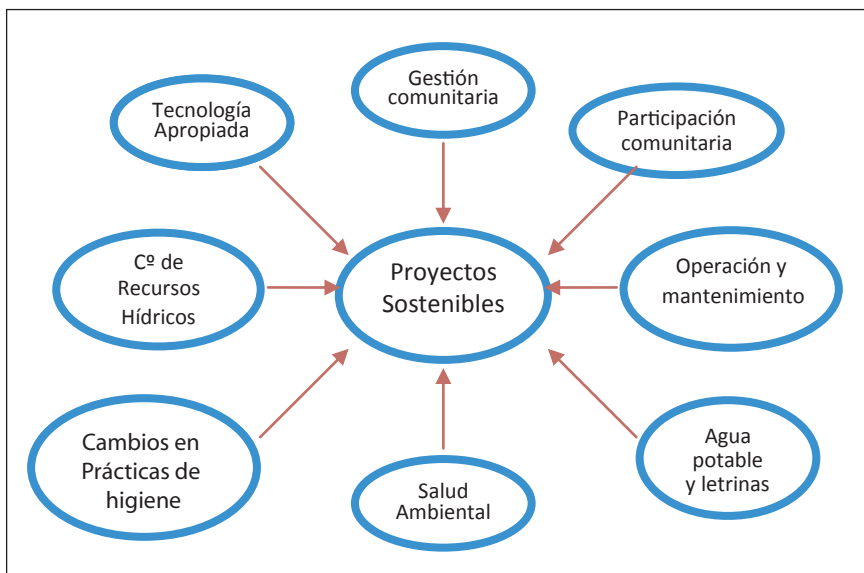 Gestión
comunitaria
Tecnología
Apropiada
Participación
comunitaria
Cº de
Recursos
Hídricos
Proyectos
Sostenibles
Operación y
mantenimiento
Cambios en
Prácticas de
higiene
Salud
Ambiental
Agua
potable
y letrinas